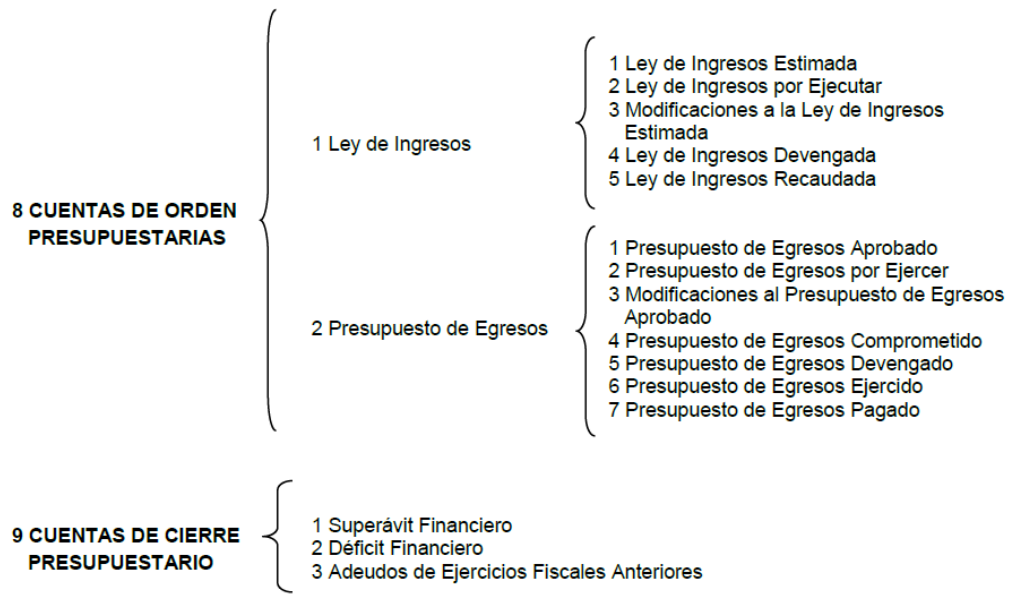 8 CUENTAS DE ORDEN
PRESUPUESTARIAS
1 Ley de Ingresos
1 Ley de Ingresos Estimada
2 Ley de Ingresos por Ejecutar
3 Modificaciones a la Ley de Ingresos
Estimada
4 Ley de Ingresos Devengada
5 Ley de Ingresos Recaudada
2 Presupuesto de Egresos
1 Presupuesto de Egresos Aprobado
2 Presupuesto de Egresos por Ejercer
3 Modificaciones al Presupuesto de Egresos
Aprobado
4 Presupuesto de Egresos Comprometido
5 Presupuesto de Egresos Devengado
6 Presupuesto de Egresos Ejercido
7 Presupuesto de Egresos Pagado
9 CUENTAS DE CIERRE
PRESUPUESTARIO
1 Superávit Financiero
2 Déficit Financiero
3 Adeudos de Ejercicios Fiscales Anteriores